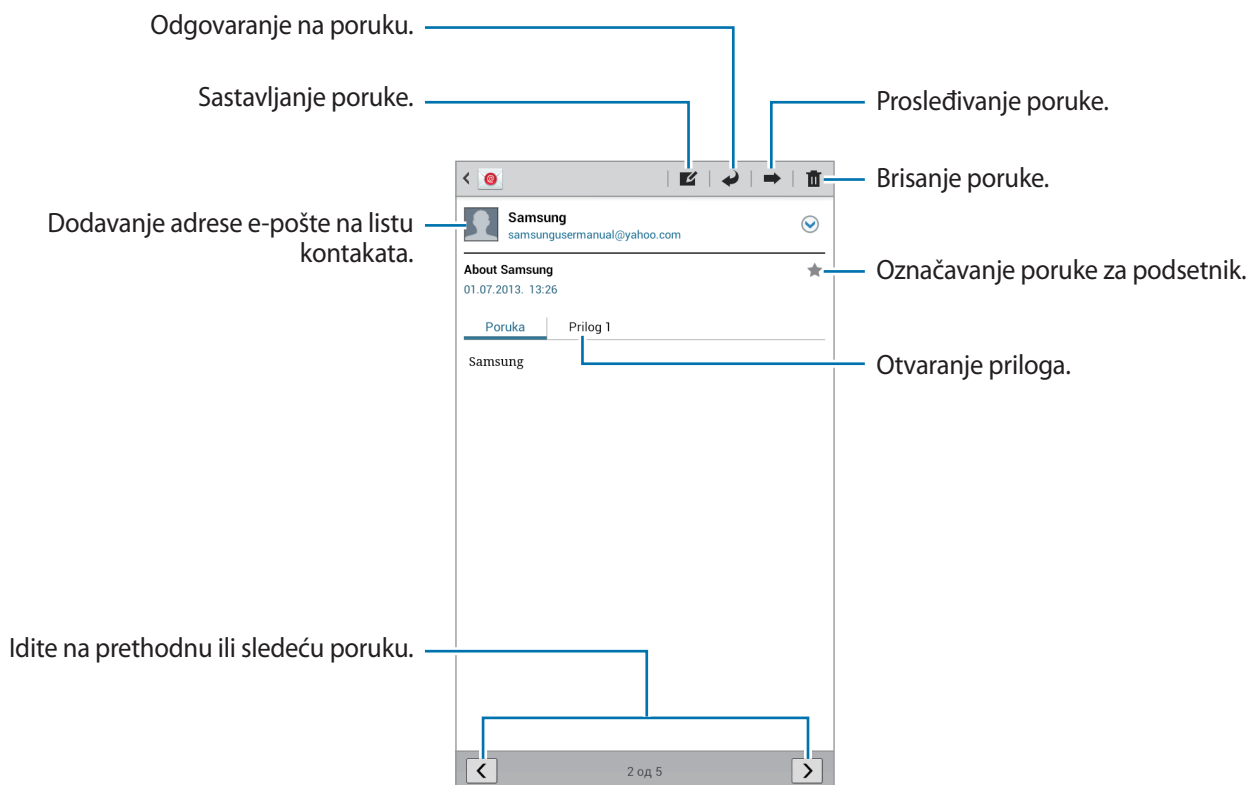 Odgovaranje na poruku.
Sastavljanje poruke.
Prosleđivanje poruke.
Brisanje poruke.
Dodavanje adrese e-pošte na listu
kontakata.
Samsung
samsungusermanual@yahoo.com
About Samsung
01.07.2013. 13:26
Označavanje poruke za podsetnik.
Poruka Prilog 1
Samsung
Otvaranje priloga.
Idite na prethodnu ili sledeću poruku.
2 од 5